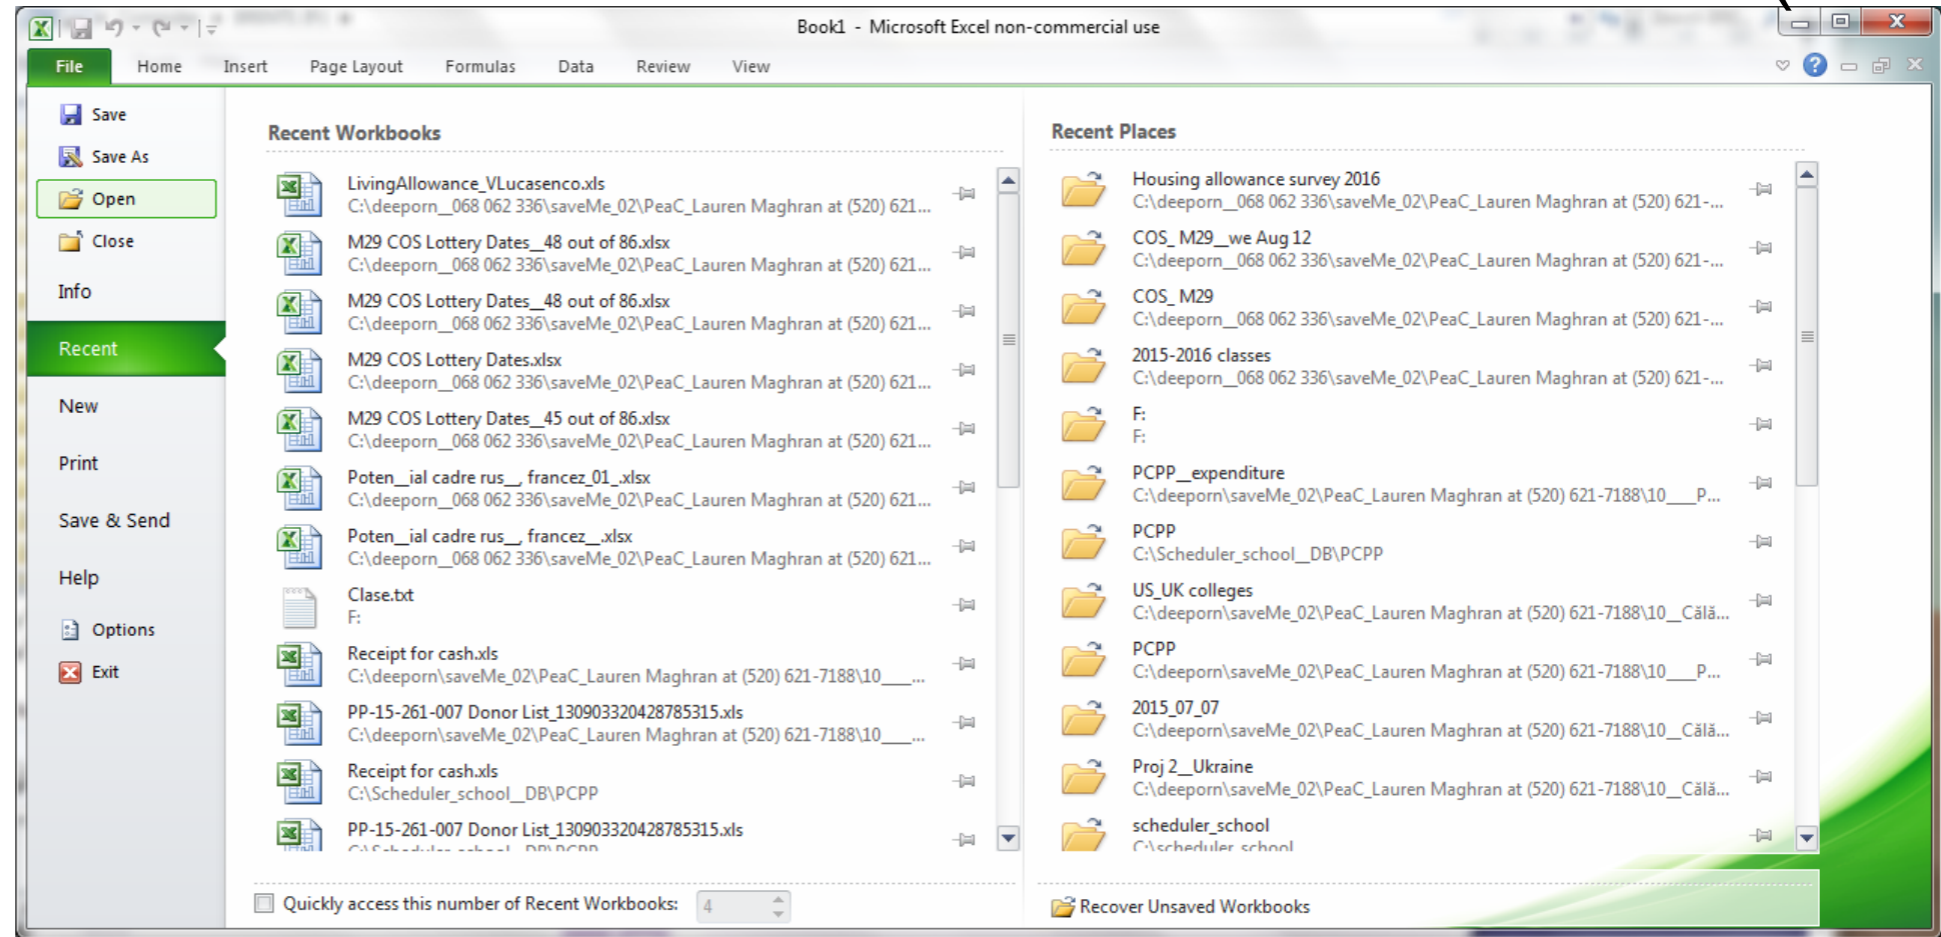 Book1 - Microsoft Excel non-commercial use
File Home Insert Page Layout Formulas Data Review View
Save
Save As
Open
Close
Info
Recent
New
Print
Save & Send
Help
Options
Exit
Recent Workbooks
LivingAllowance_VLucasenco.xls
C:\deeporn__068 062 336\saveMe_02\PeaC_Lauren Maghran at (520) 621...
M29 COS Lottery Dates__48 out of 86.xlsx
C:\deeporn__068 062 336\saveMe_02\PeaC_Lauren Maghran at (520) 621...
M29 COS Lottery Dates__48 out of 86.xlsx
C:\deeporn__068 062 336\saveMe_02\PeaC_Lauren Maghran at (520) 621...
M29 COS Lottery Dates.xlsx
C:\deeporn__068 062 336\saveMe_02\PeaC_Lauren Maghran at (520) 621...
M29 COS Lottery Dates__45 out of 86.xlsx
C:\deeporn__068 062 336\saveMe_02\PeaC_Lauren Maghran at (520) 621...
Poten__ial cadre rus__, francez_01_.xlsx
C:\deeporn__068 062 336\saveMe_02\PeaC_Lauren Maghran at (520) 621...
Poten__ial cadre rus__, francez__.xlsx
C:\deeporn__068 062 336\saveMe_02\PeaC_Lauren Maghran at (520) 621...
Clase.txt
F:
Receipt for cash.xls
C:\deeporn\saveMe_02\PeaC_Lauren Maghran at (520) 621-7188\10____...
PP-15-261-007 Donor List_130903320428785315.xls
C:\deeporn\saveMe_02\PeaC_Lauren Maghran at (520) 621-7188\10____...
Receipt for cash.xls
C:\Scheduler_school__DB\PCPP
PP-15-261-007 Donor List_130903320428785315.xls
C:\Scheduler_school__DB\PCPP
Quickly access this number of Recent Workbooks: 4
Recent Places
Housing allowance survey 2016
C:\deeporn__068 062 336\saveMe_02\PeaC_Lauren Maghran at (520) 621-...
COS_ M29__we Aug 12
C:\deeporn__068 062 336\saveMe_02\PeaC_Lauren Maghran at (520) 621-...
COS_ M29
C:\deeporn__068 062 336\saveMe_02\PeaC_Lauren Maghran at (520) 621-...
2015-2016 classes
C:\deeporn__068 062 336\saveMe_02\PeaC_Lauren Maghran at (520) 621-...
F:
F:
PCPP__expenditure
C:\deeporn\saveMe_02\PeaC_Lauren Maghran at (520) 621-7188\10____P...
PCPP
C:\Scheduler_school__DB\PCPP
US_UK colleges
C:\deeporn\saveMe_02\PeaC_Lauren Maghran at (520) 621-7188\10__Călă...
PCPP
C:\deeporn\saveMe_02\PeaC_Lauren Maghran at (520) 621-7188\10____P...
2015_07_07
C:\deeporn\saveMe_02\PeaC_Lauren Maghran at (520) 621-7188\10__Călă...
Proj 2__Ukraine
C:\deeporn\saveMe_02\PeaC_Lauren Maghran at (520) 621-7188\10__Călă...
scheduler_school
C:\scheduler_school
Recover Unsaved Workbooks